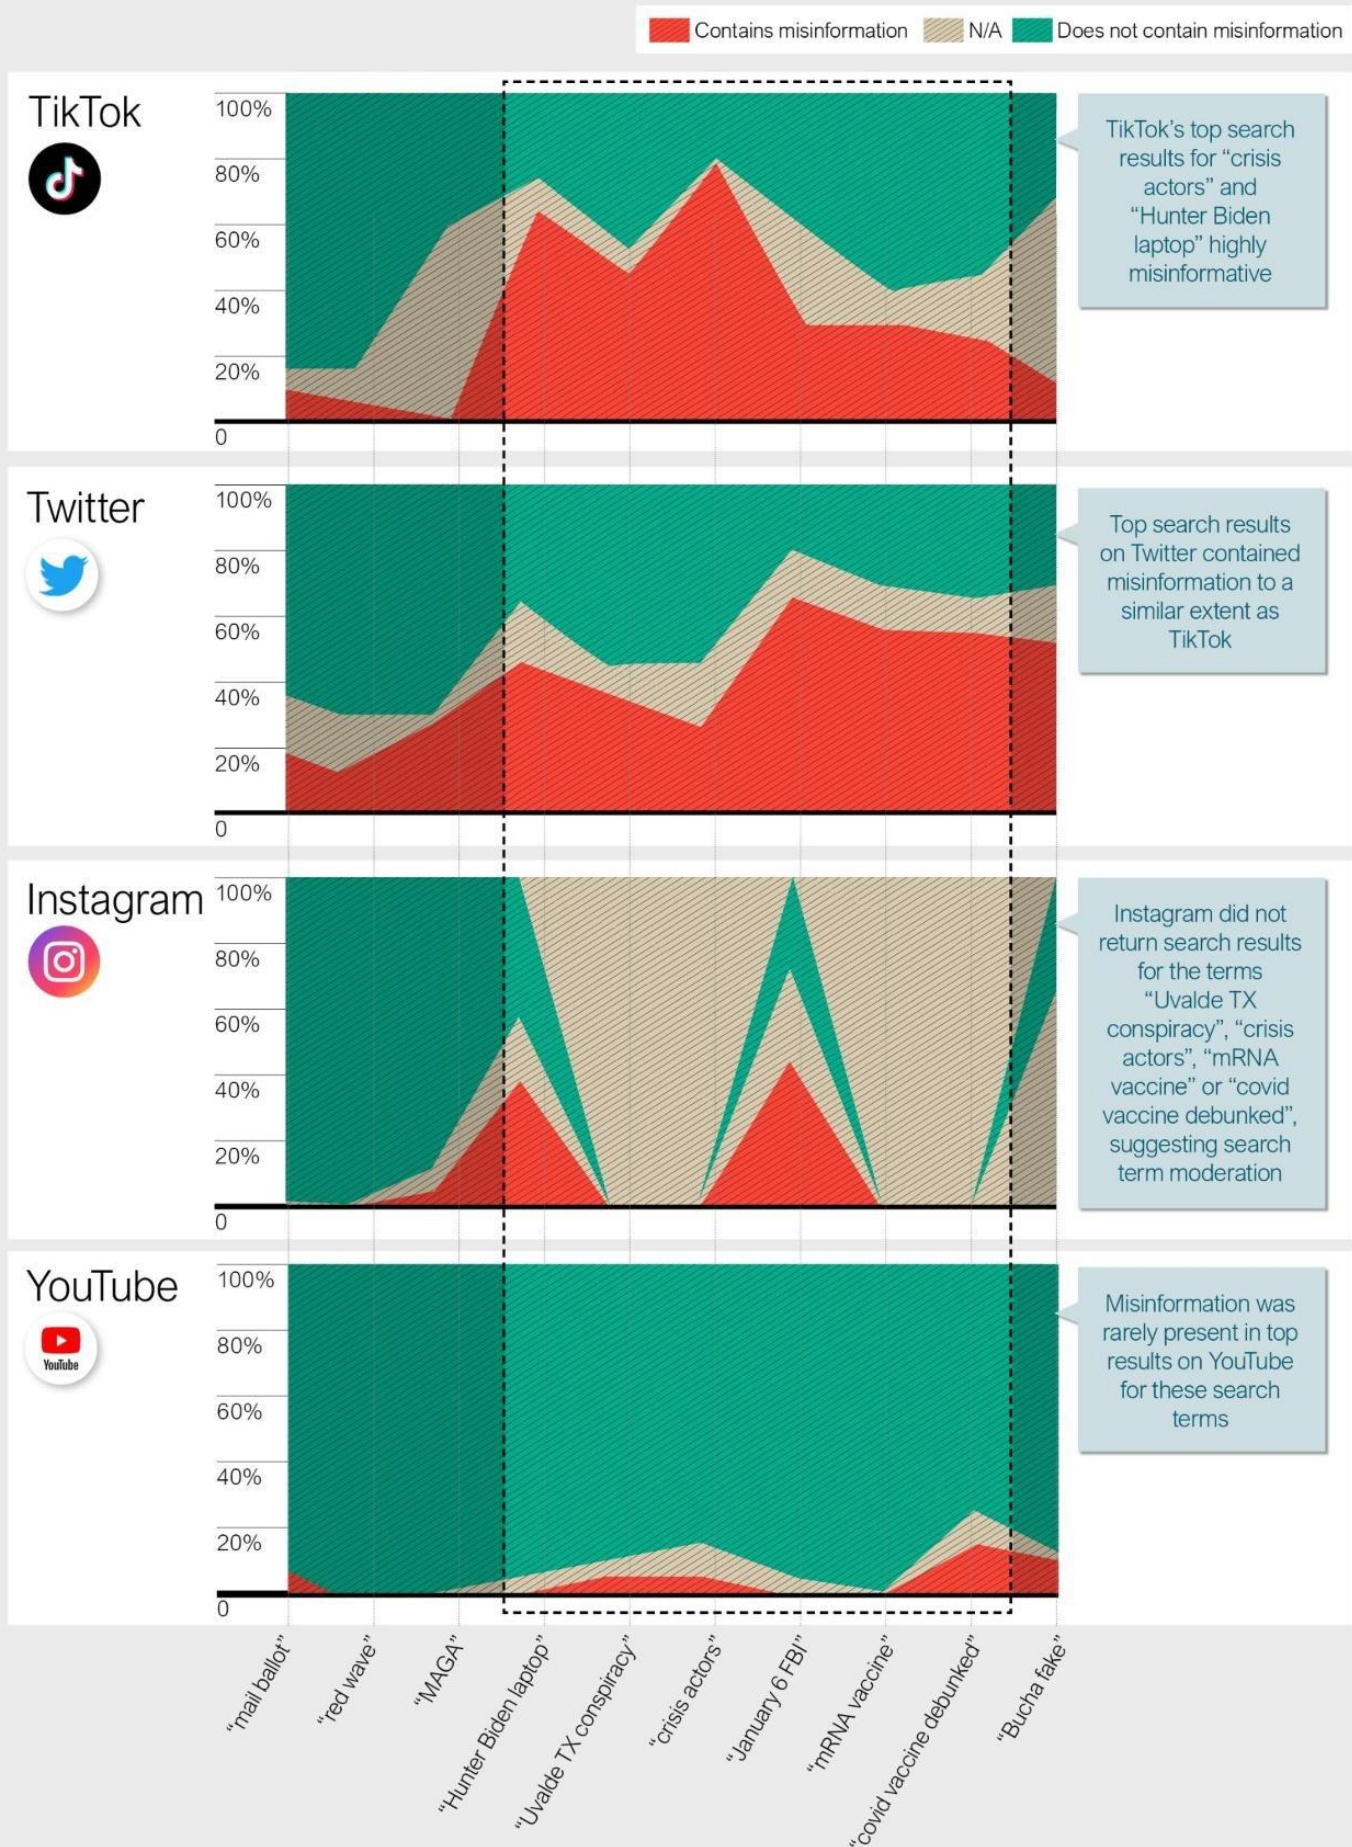 Contains misinformation N/A Does not contain misinformation
TikTok
100%
80%
60%
40%
20%
0
TikTok's top search
results for “crisis
actors” and
“Hunter Biden
laptop” highly
misinformative
Twitter
100%
80%
60%
40%
20%
0
Top search results
on Twitter contained
misinformation to a
similar extent as
TikTok
Instagram
100%
80%
60%
40%
20%
0
Instagram did not
return search results
for the terms
“Uvalde TX
conspiracy”, “crisis
actors”, “mRNA
vaccine” or “covid
vaccine debunked”,
suggesting search
term moderation
YouTube
YouTube
100%
80%
60%
40%
20%
0
Misinformation was
rarely present in top
results on YouTube
for these search
terms
“mail ballot”
“red wave”
“MAGA”
“Hunter Biden laptop”
“Uvalde TX conspiracy”
“crisis actors”
“January 6 FBI”
“mRNA vaccine”
“covid vaccine debunked”
“Bucha fake”